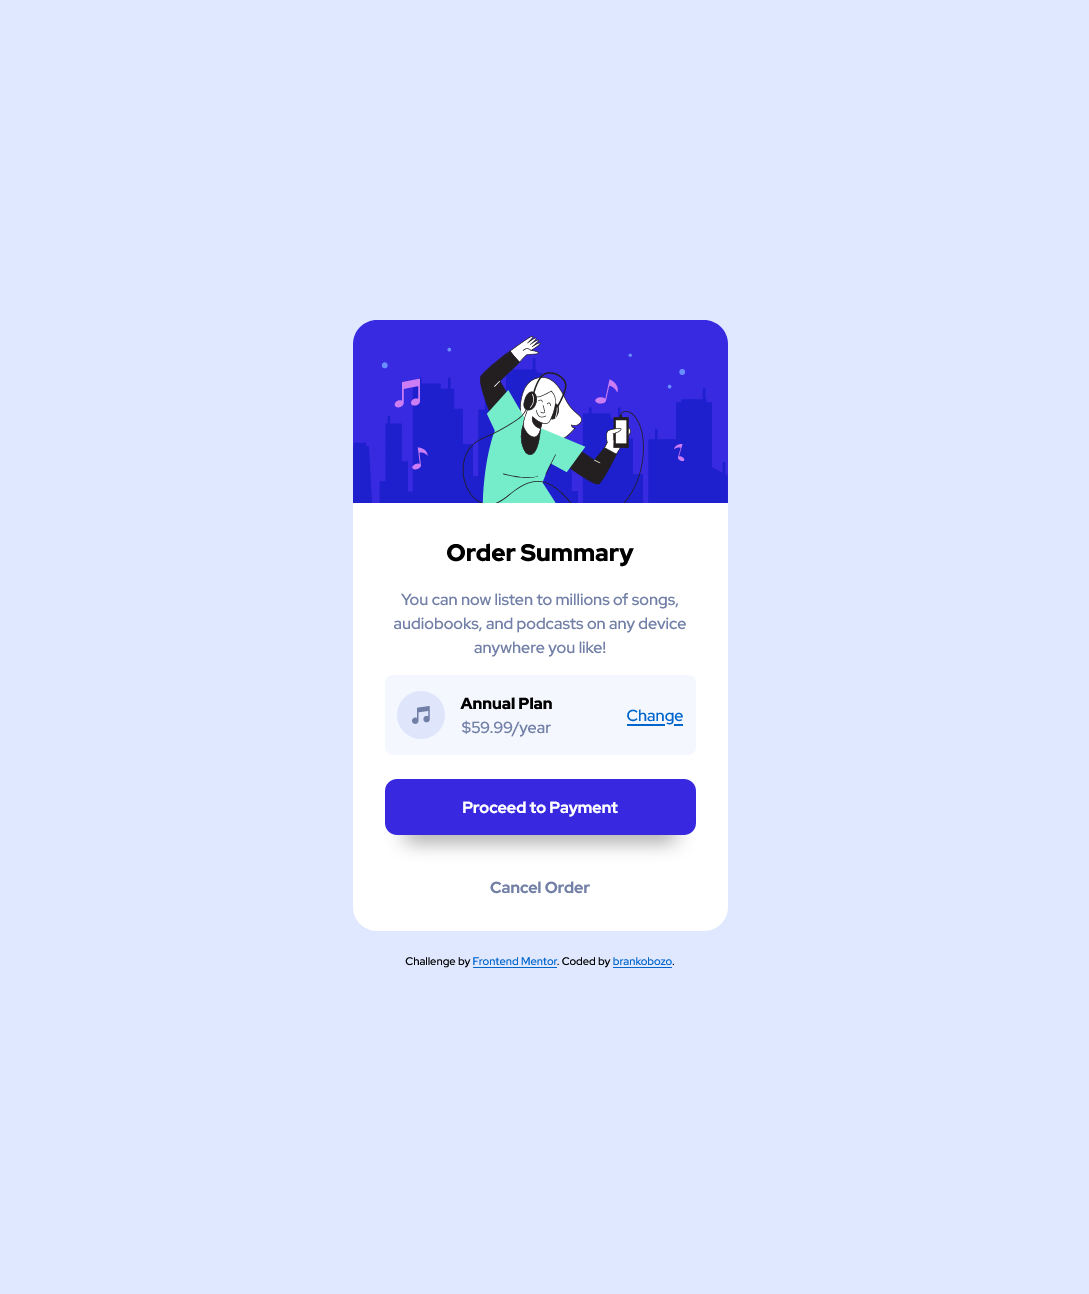 Order Summary
You can now listen to millions of songs,
audiobooks, and podcasts on any device
anywhere you like!
Annual Plan
$59.99/year
Change
Proceed to Payment
Cancel Order
Challenge by Frontend Mentor. Coded by brankobozo.